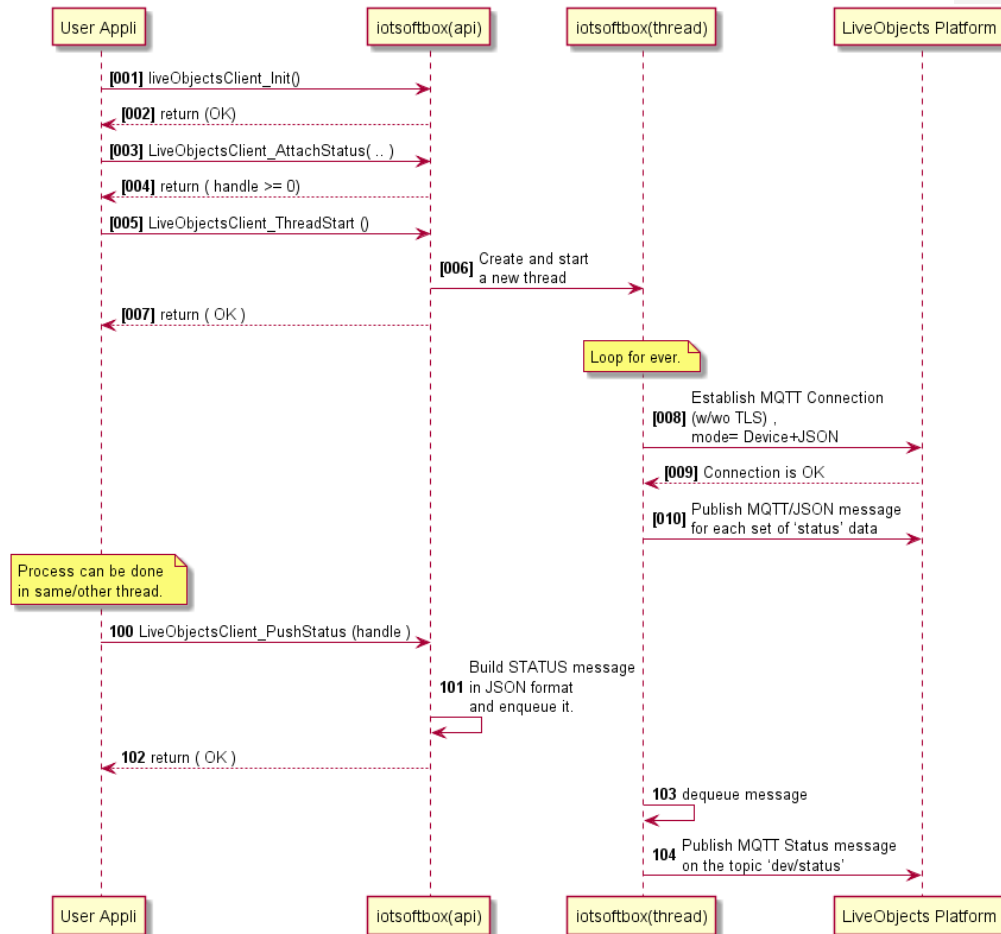 User Appli
iotsoftbox(api)
iotsoftbox(thread)
LiveObjects Platform
[001] liveObjectsClient_Init()
[002] return (OK)
[003] LiveObjectsClient_AttachStatus( .. )
[004] return ( handle >= 0)
[005] LiveObjectsClient_ThreadStart ()
[006] Create and start
a new thread
[007] return ( OK )
Loop for ever.
[008] Establish MQTT Connection
(w/wo TLS) ,
mode= Device+JSON
[009] Connection is OK
[010] Publish MQTT/JSON message
for each set of ‘status’ data
Process can be done
in same/other thread.
100 LiveObjectsClient_PushStatus (handle )
101 Build STATUS message
in JSON format
and enqueue it.
102 return ( OK )
103 dequeue message
104 Publish MQTT Status message
on the topic ‘dev/status’
User Appli
iotsoftbox(api)
iotsoftbox(thread)
LiveObjects Platform